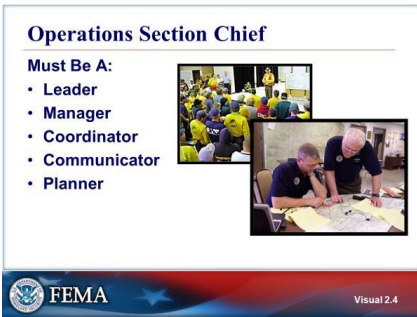 Operations Section Chief
Must Be A:
• Leader
• Manager
• Coordinator
• Communicator
• Planner
FEMA
Visual 2.4